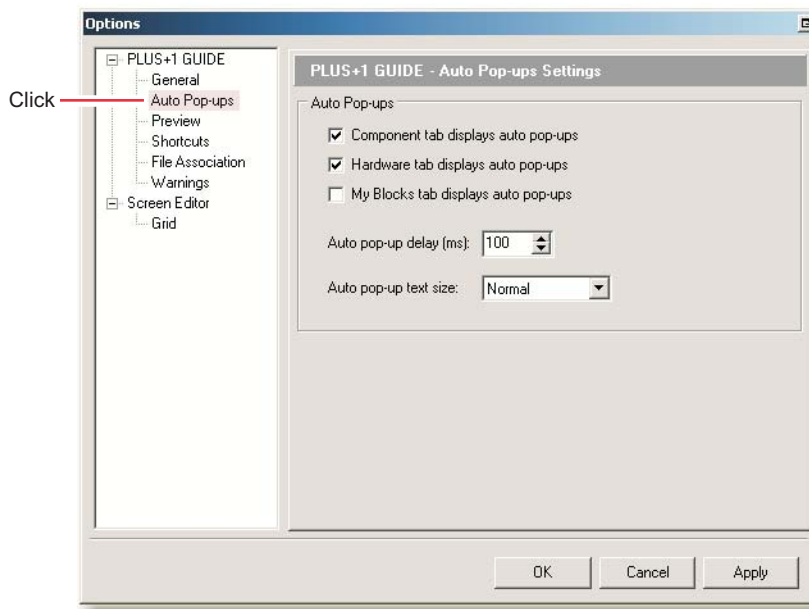 Options
Click
PLUS+1 GUIDE
General
Auto Pop-ups
Preview
Shortcuts
File Association
Warnings
Screen Editor
Grid
PLUS+1 GUIDE - Auto Pop-ups Settings
Auto Pop-ups
Component tab displays auto pop-ups
Hardware tab displays auto pop-ups
My Blocks tab displays auto pop-ups
Auto pop-up delay (ms): 100
Auto pop-up text size: Normal
OK Cancel Apply